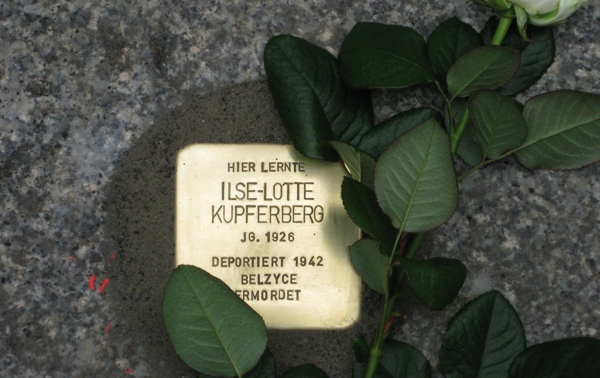 HIER LERNTE
ILSE-LOTTE
KUPFERBERG
JG. 1926
DEPORTIERT 1942
BELZYCE
ERMORDET